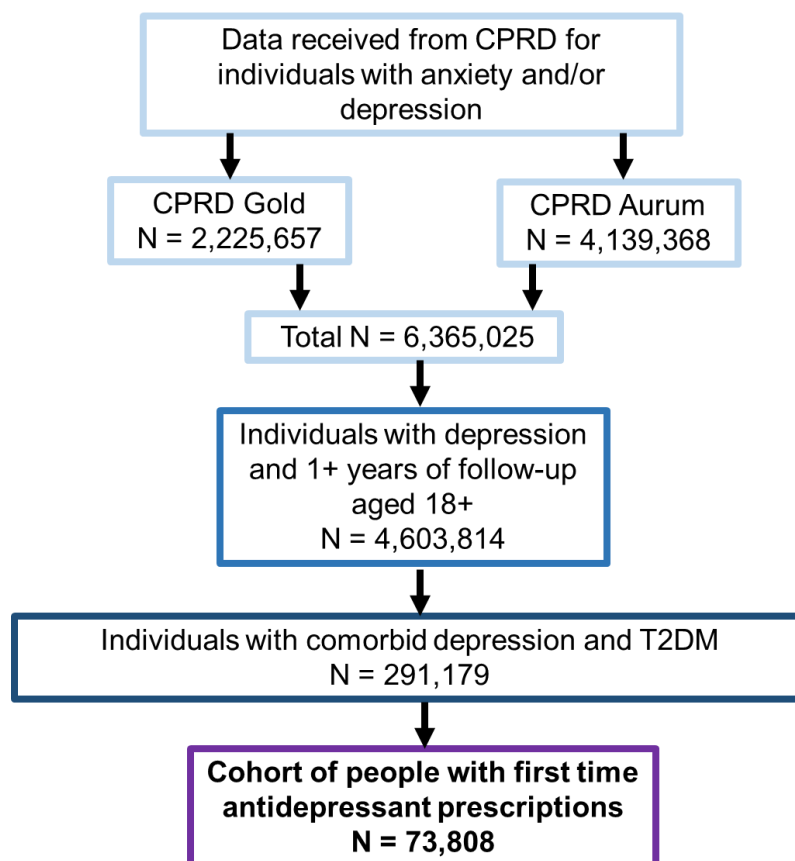 Data received from CPRD for
individuals with anxiety and/or
depression
CPRD Gold
N = 2,225,657
CPRD Aurum
N = 4,139,368
Total N = 6,365,025
Individuals with depression
and 1+ years of follow-up
aged 18+
N = 4,603,814
Individuals with comorbid depression and T2DM
N = 291,179
Cohort of people with first time
antidepressant prescriptions
N = 73,808